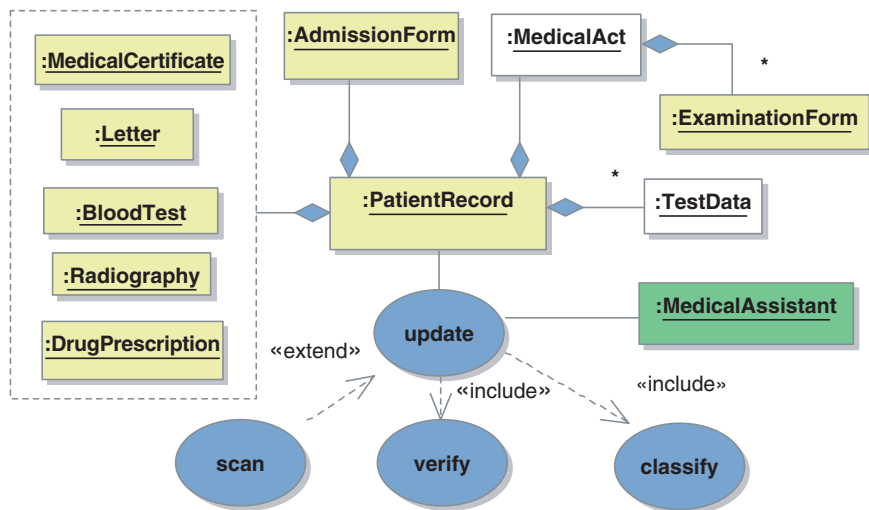 :AdmissionForm
:MedicalAct
:MedicalCertificate
*
:ExaminationForm
:Letter
:PatientRecord
*
:TestData
:BloodTest
:Radiography
:MedicalAssistant
update
:DrugPrescription
«extend»
«include»
«include»
scan
verify
classify